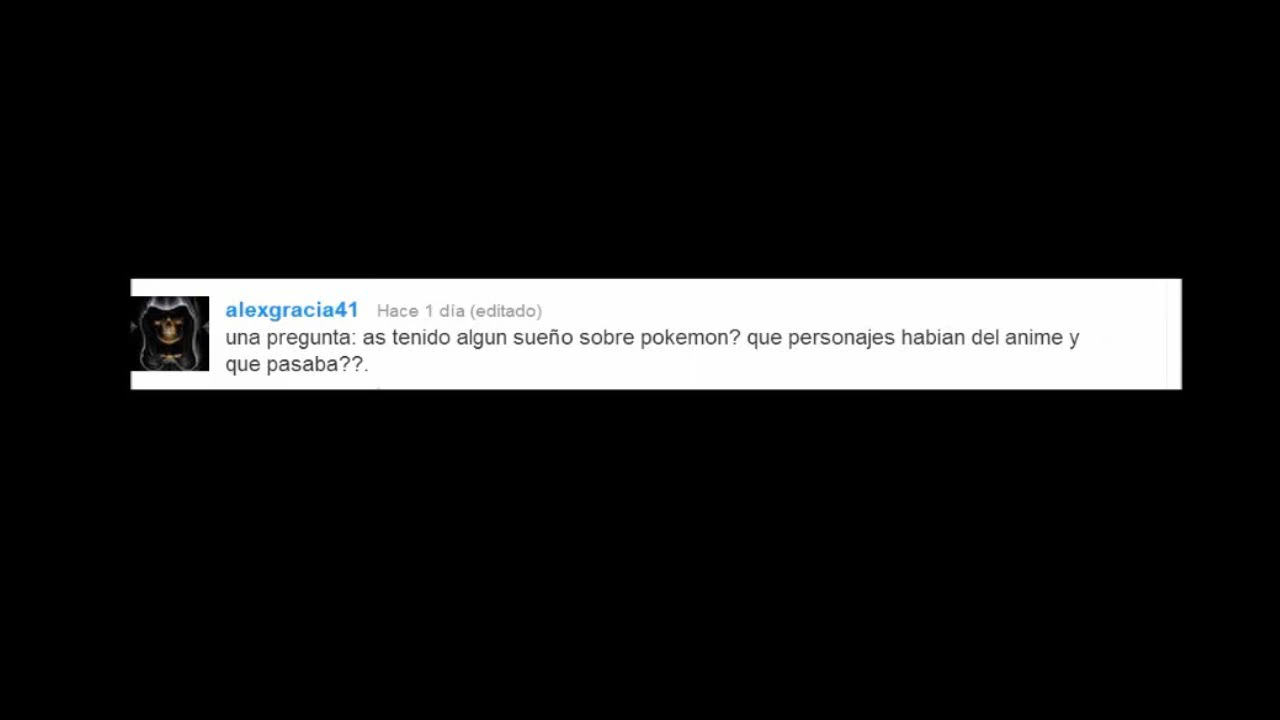 alexgracia41 Hace 1 día (editado)
una pregunta: as tenido algun sueño sobre pokemon? que personajes habian del anime y
que pasaba??.